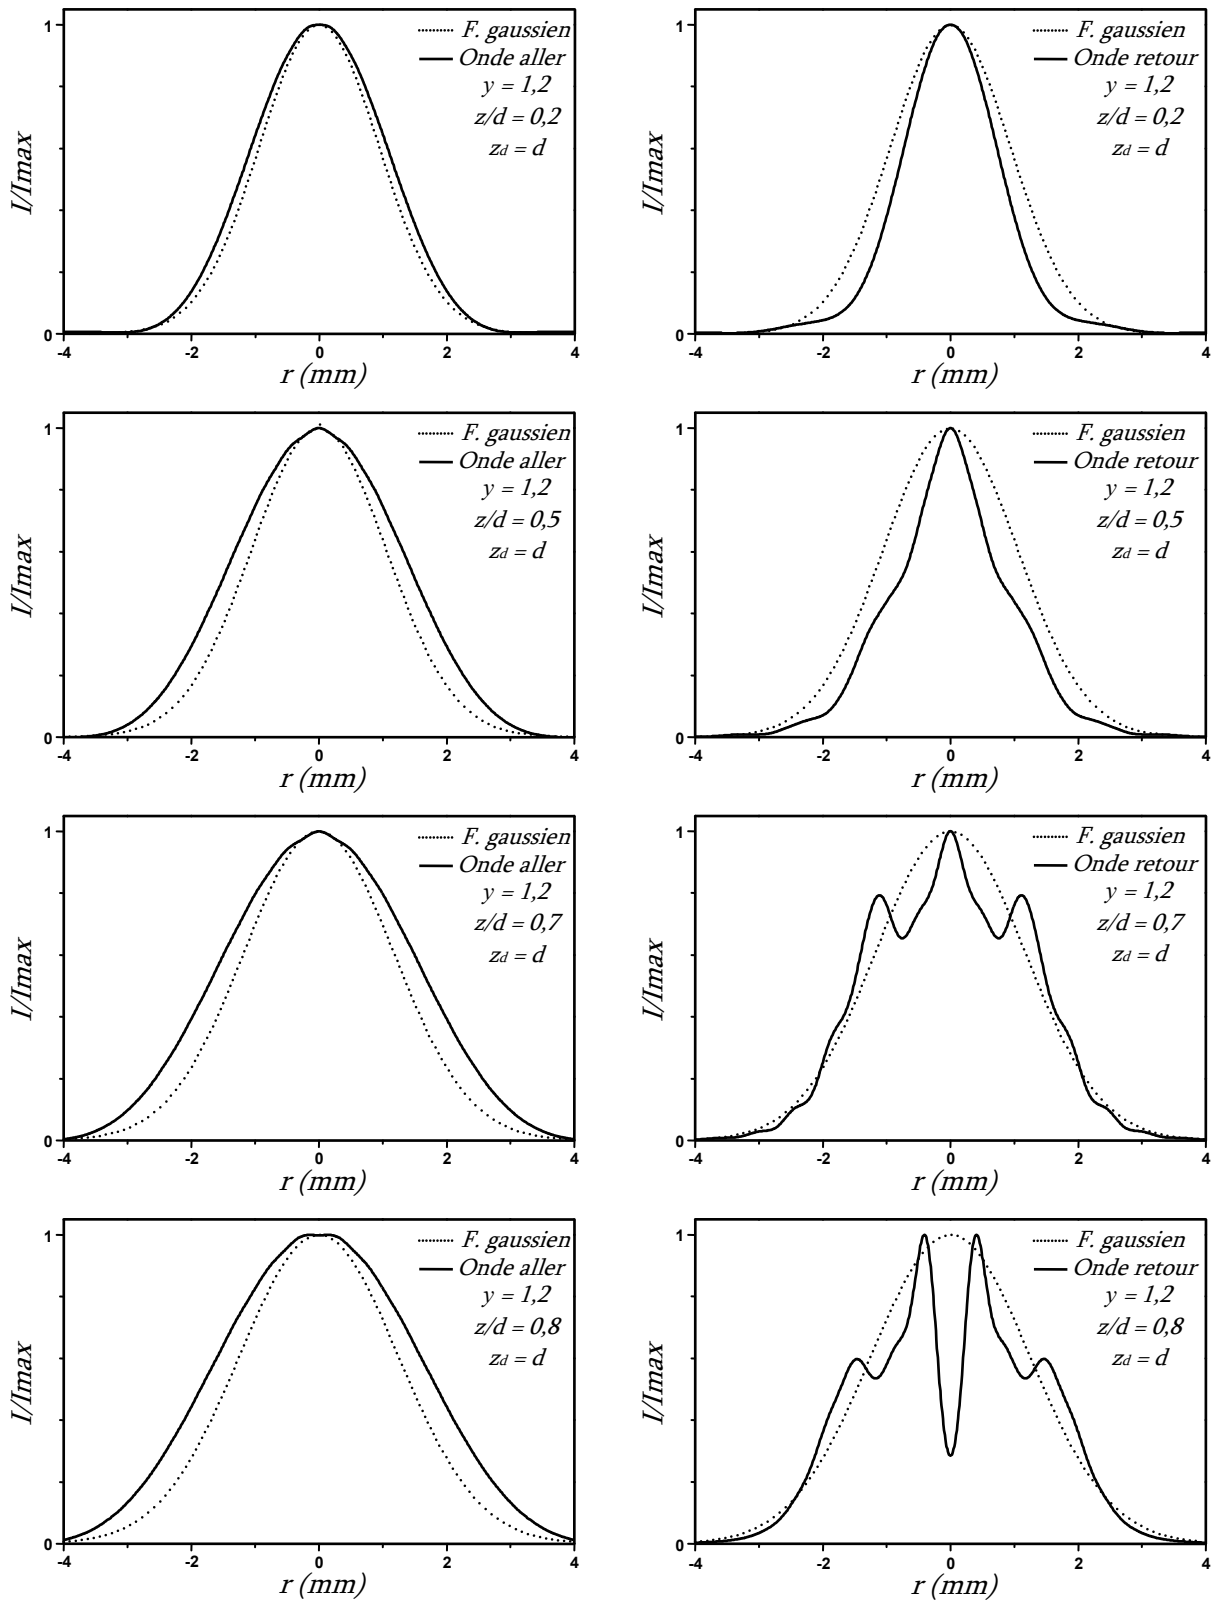 1
F. gaussien
Onde aller
y = 1,2
z/d = 0,2
zd = d
I/Imax
0
-4 -2 0 2 4
r (mm)
1
F. gaussien
Onde retour
y = 1,2
z/d = 0,2
zd = d
I/Imax
0
-4 -2 0 2 4
r (mm)
1
F. gaussien
Onde aller
y = 1,2
z/d = 0,5
zd = d
I/Imax
0
-4 -2 0 2 4
r (mm)
1
F. gaussien
Onde retour
y = 1,2
z/d = 0,5
zd = d
I/Imax
0
-4 -2 0 2 4
r (mm)
1
F. gaussien
Onde aller
y = 1,2
z/d = 0,7
zd = d
I/Imax
0
-4 -2 0 2 4
r (mm)
1
F. gaussien
Onde retour
y = 1,2
z/d = 0,7
zd = d
I/Imax
0
-4 -2 0 2 4
r (mm)
1
F. gaussien
Onde aller
y = 1,2
z/d = 0,8
zd = d
I/Imax
0
-4 -2 0 2 4
r (mm)
1
F. gaussien
Onde retour
y = 1,2
z/d = 0,8
zd = d
I/Imax
0
-4 -2 0 2 4
r (mm)